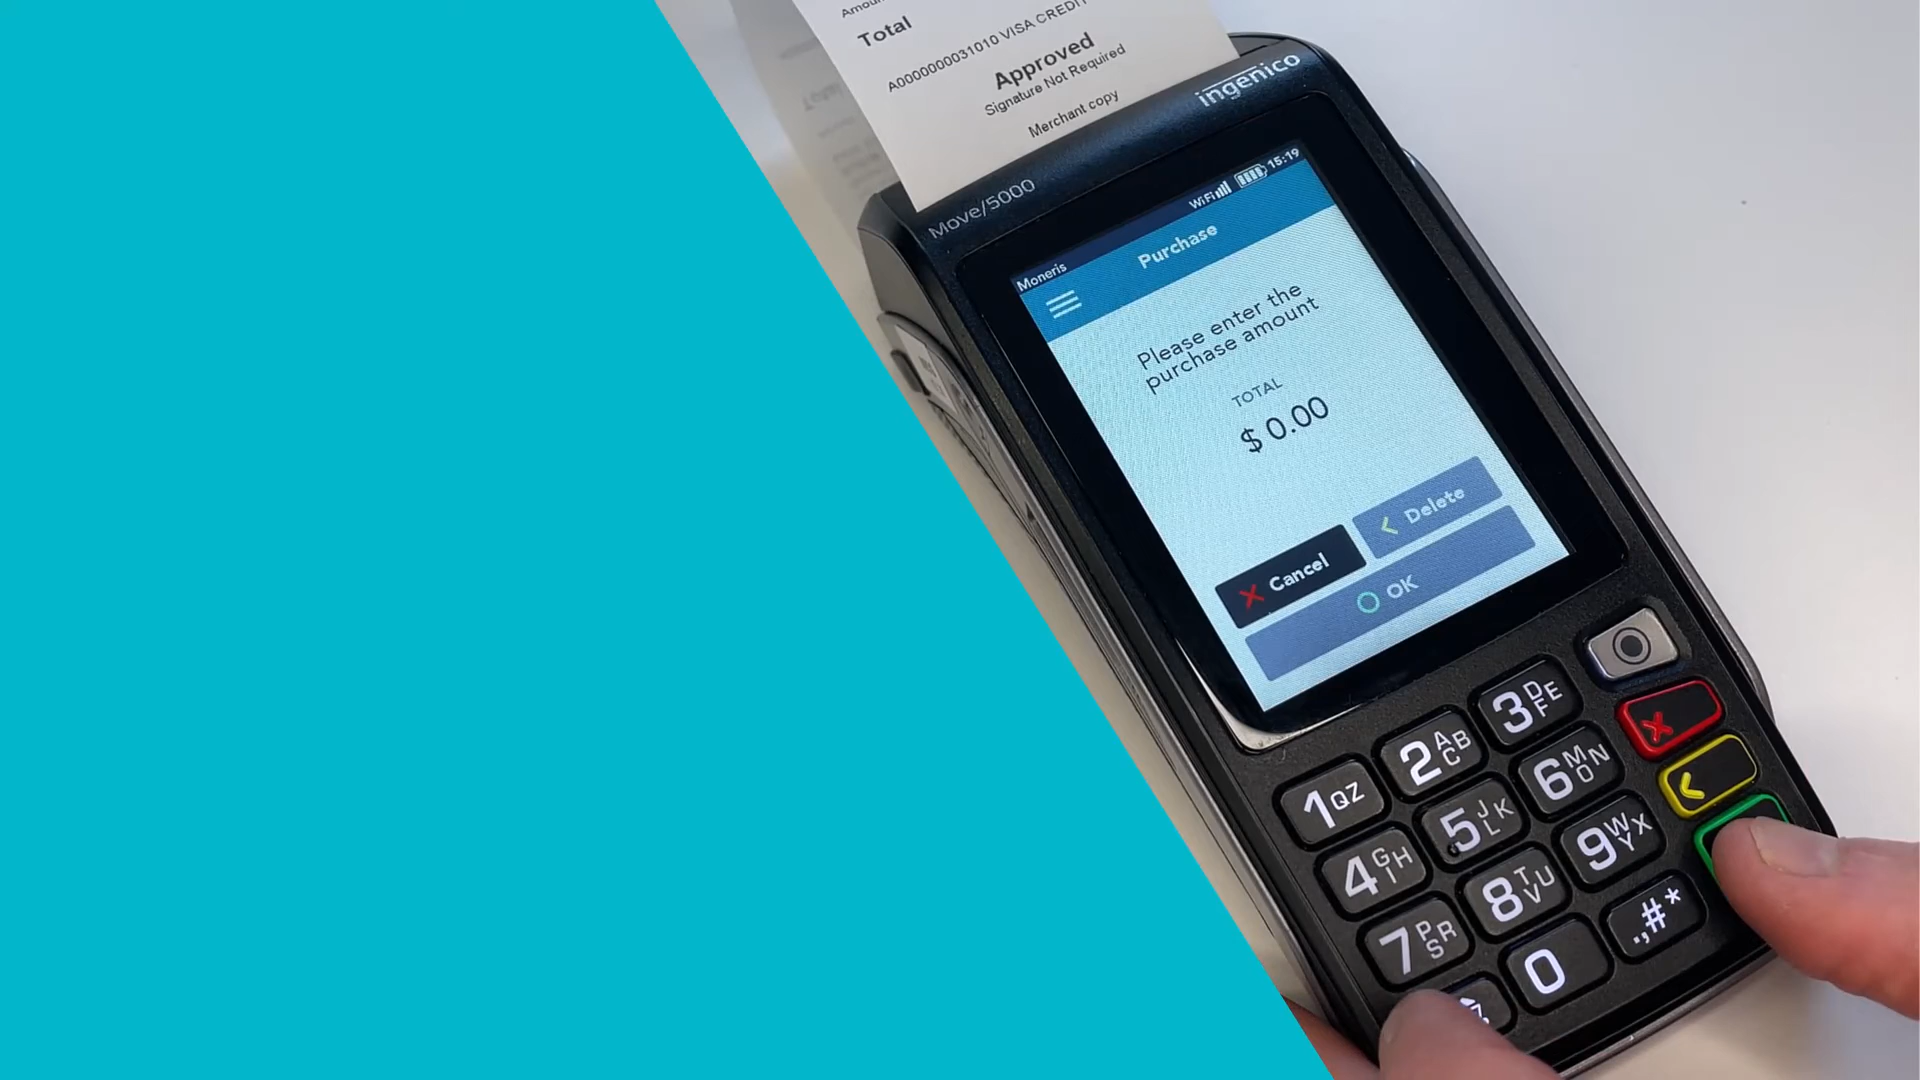 Total
A0000000031010 VISA CREDIT
Approved
Signature Not Required
Merchant copy
ingenico
Move/5000
WiFi 15:19
Moneris
Purchase
Please enter the
purchase amount
TOTAL
$ 0.00
Delete
Cancel
OK
1 QZ
2 ABC
3 DEF
4 GHI
5 JKL
6 MNO
7 PRS
8 TUV
9 WXY
0
.,#*